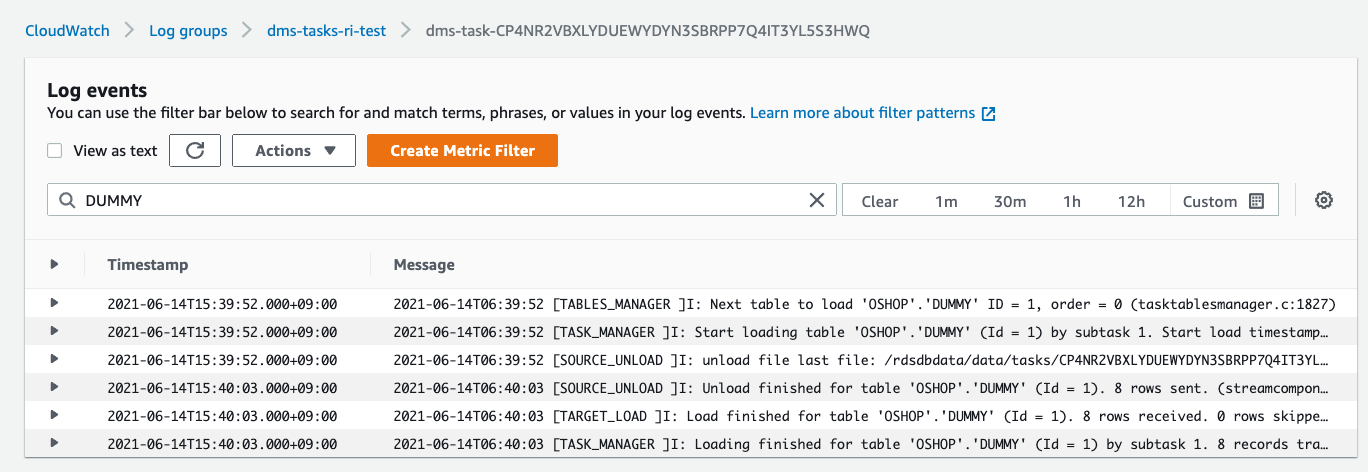 CloudWatch > Log groups > dms-tasks-ri-test > dms-task-CP4NR2VBXLYDUEWYDYN3SBRPP7Q4IT3YL5S3HWQ
Log events
You can use the filter bar below to search for and match terms, phrases, or values in your log events. Learn more about filter patterns
View as text Actions Create Metric Filter
DUMMY Clear 1m 30m 1h 12h Custom
Timestamp Message
2021-06-14T15:39:52.000+09:00 2021-06-14T06:39:52 [TABLES_MANAGER ]I: Next table to load 'OSHOP'.'DUMMY' ID = 1, order = 0 (tasktablesmanager.c:1827)
2021-06-14T15:39:52.000+09:00 2021-06-14T06:39:52 [TASK_MANAGER ]I: Start loading table 'OSHOP'.'DUMMY' (Id = 1) by subtask 1. Start load timestamp…
2021-06-14T15:39:52.000+09:00 2021-06-14T06:39:52 [SOURCE_UNLOAD ]I: unload file last file: /rdsdbdata/data/tasks/CP4NR2VBXLYDUEWYDYN3SBRPP7Q4IT3YL…
2021-06-14T15:40:03.000+09:00 2021-06-14T06:40:03 [SOURCE_UNLOAD ]I: Unload finished for table 'OSHOP'.'DUMMY' (Id = 1). 8 rows sent. (streamcompon…
2021-06-14T15:40:03.000+09:00 2021-06-14T06:40:03 [TARGET_LOAD ]I: Load finished for table 'OSHOP'.'DUMMY' (Id = 1). 8 rows received. 0 rows skippe…
2021-06-14T15:40:03.000+09:00 2021-06-14T06:40:03 [TASK_MANAGER ]I: Loading finished for table 'OSHOP'.'DUMMY' (Id = 1) by subtask 1. 8 records tra…